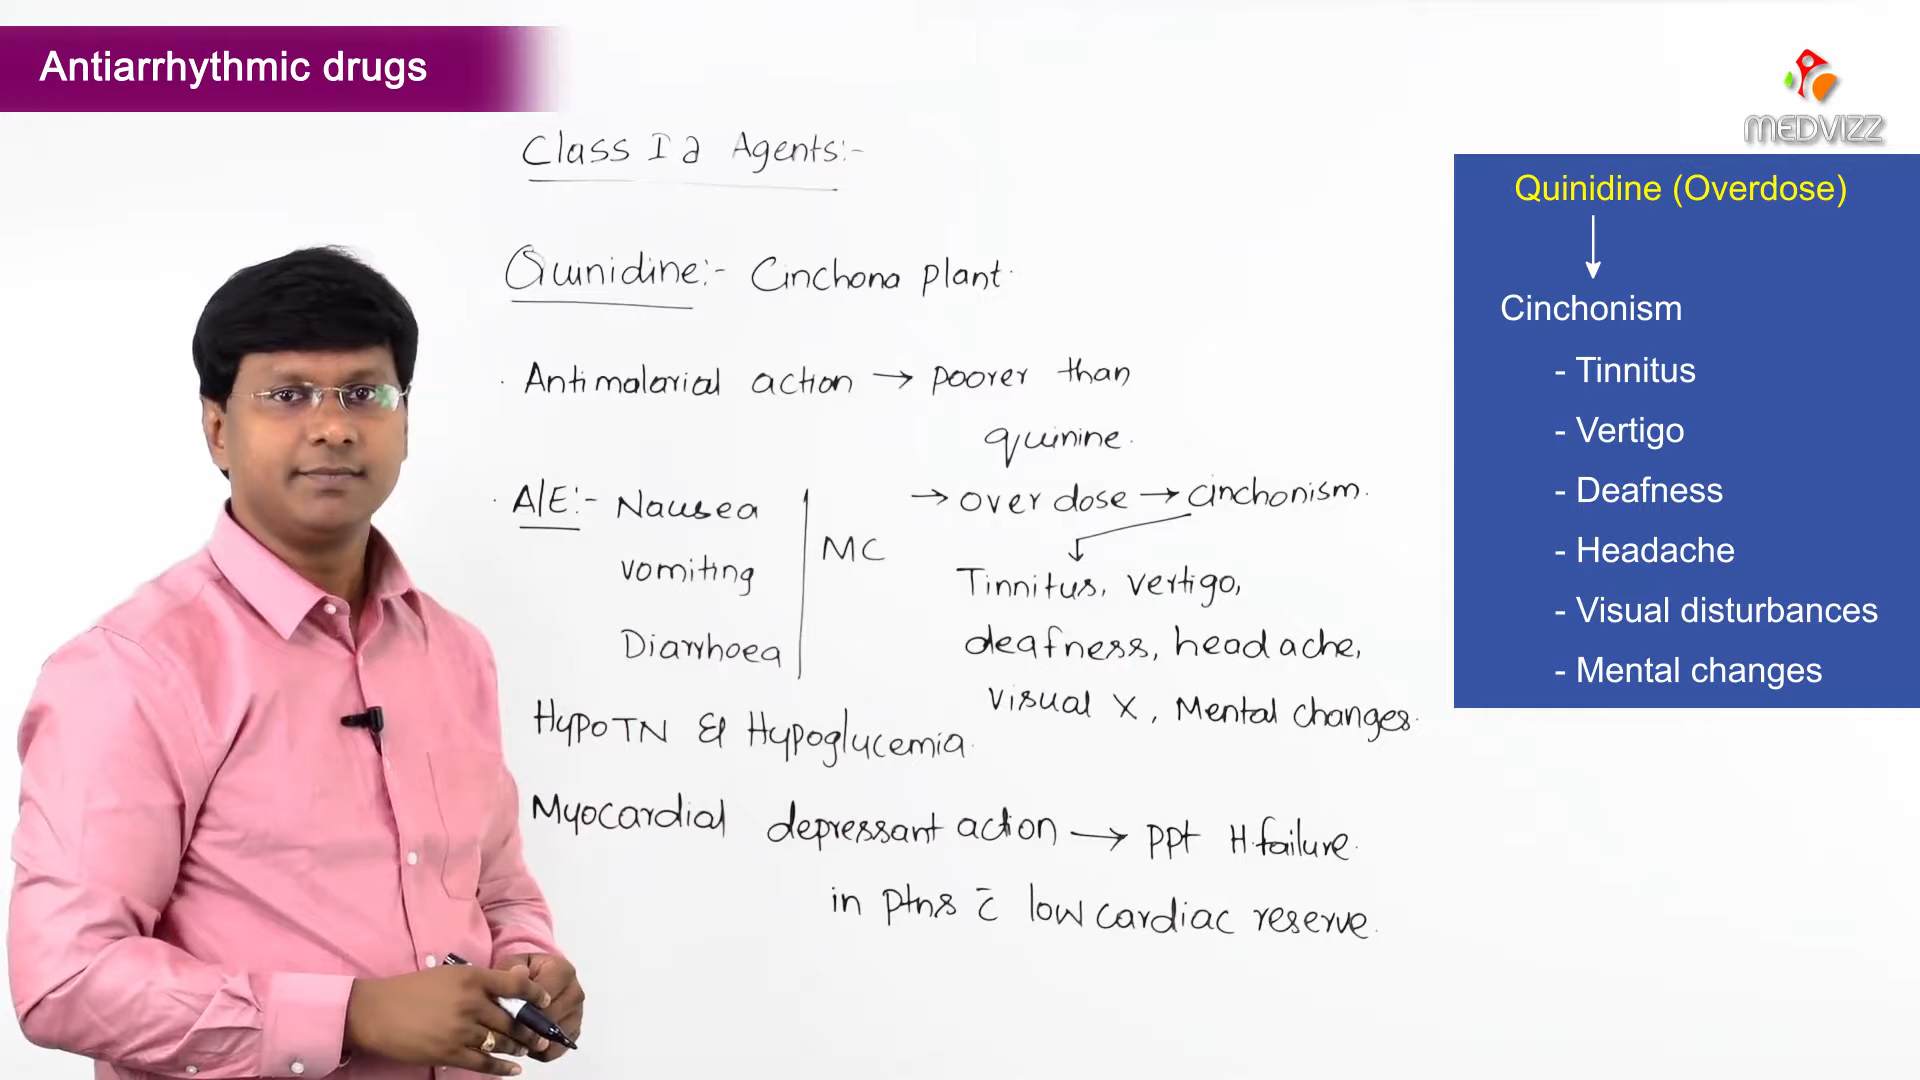 Antiarrhythmic drugs
MEDVIZZ
Class I a Agents:-
Quinidine:- Cinchona plant.
. Antimalarial action → poorer than
quinine.
. A/E:- Nausea
vomiting
Diarrhoea
MC
→ over dose → cinchonism.
Tinnitus, vertigo,
deafness, headache,
visual X, Mental changes.
HypoTN & Hypoglycemia.
Myocardial depressant action → ppt H.failure.
in ptns c̄ low cardiac reserve.
Quinidine (Overdose)
Cinchonism
- Tinnitus
- Vertigo
- Deafness
- Headache
- Visual disturbances
- Mental changes